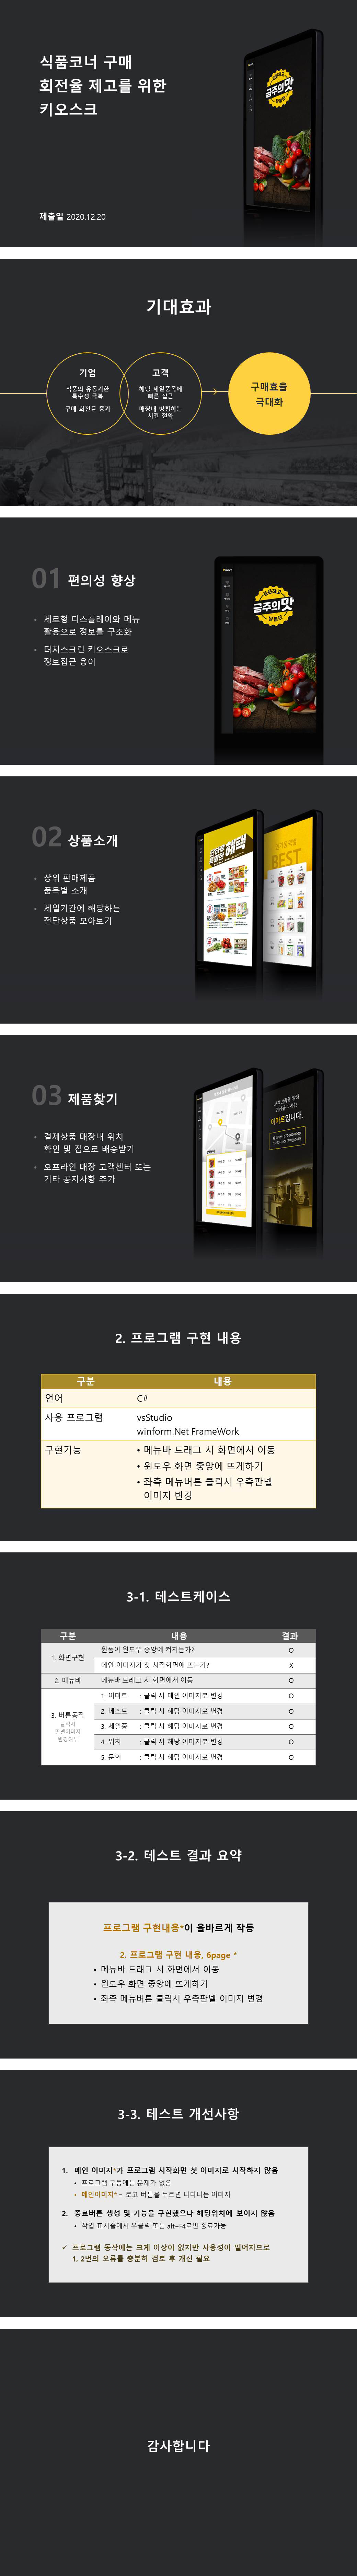 식품코너 구매
회전율 제고를 위한
키오스크
금주의맛
제출일 2020.12.20
기대효과
기업
식품의 유통기한
특수성 극복
구매 회전률 증가
고객
해당 세일품목에
빠른 접근
매장내 방황하는
시간 절약
구매효율
극대화
01 편의성 향상
세로형 디스플레이와 메뉴
활용으로 정보를 구조화
터치스크린 키오스크로
정보접근 용이
금주의맛
02 상품소개
상위 판매제품
품목별 소개
세일기간에 해당하는
전단상품 모아보기
혜택
BEST
03 제품찾기
결제상품 매장내 위치
확인 및 집으로 배송받기
오프라인 매장 고객센터 또는
기타 공지사항 추가
고객만족을 위해
최선을 다하는
이마트입니다.
2. 프로그램 구현 내용
구분 내용
언어 C#
사용 프로그램 vsStudio
winform.Net FrameWork
구현기능 • 메뉴바 드래그 시 화면에서 이동
• 윈도우 화면 중앙에 뜨게하기
• 좌측 메뉴버튼 클릭시 우측판넬
이미지 변경
3-1. 테스트케이스
구분 내용 결과
1. 화면구현 윈폼이 윈도우 중앙에 켜지는가? O
메인 이미지가 첫 시작화면에 뜨는가? X
2. 메뉴바 메뉴바 드래그 시 화면에서 이동 O
3. 버튼동작
클릭시
판넬이미지
변경여부
1. 이마트 : 클릭 시 메인 이미지로 변경 O
2. 베스트 : 클릭 시 해당 이미지로 변경 O
3. 세일중 : 클릭 시 해당 이미지로 변경 O
4. 위치 : 클릭 시 해당 이미지로 변경 O
5. 문의 : 클릭 시 해당 이미지로 변경 O
3-2. 테스트 결과 요약
프로그램 구현내용*이 올바르게 작동
2. 프로그램 구현 내용, 6page *
• 메뉴바 드래그 시 화면에서 이동
• 윈도우 화면 중앙에 뜨게하기
• 좌측 메뉴버튼 클릭시 우측판넬 이미지 변경
3-3. 테스트 개선사항
1. 메인 이미지*가 프로그램 시작화면 첫 이미지로 시작하지 않음
• 프로그램 구동에는 문제가 없음
• 메인이미지* = 로고 버튼을 누르면 나타나는 이미지
2. 종료버튼 생성 및 기능을 구현했으나 해당위치에 보이지 않음
• 작업 표시줄에서 우클릭 또는 alt+F4로만 종료가능
✓ 프로그램 동작에는 크게 이상이 없지만 사용성이 떨어지므로
1, 2번의 오류를 충분히 검토 후 개선 필요
감사합니다